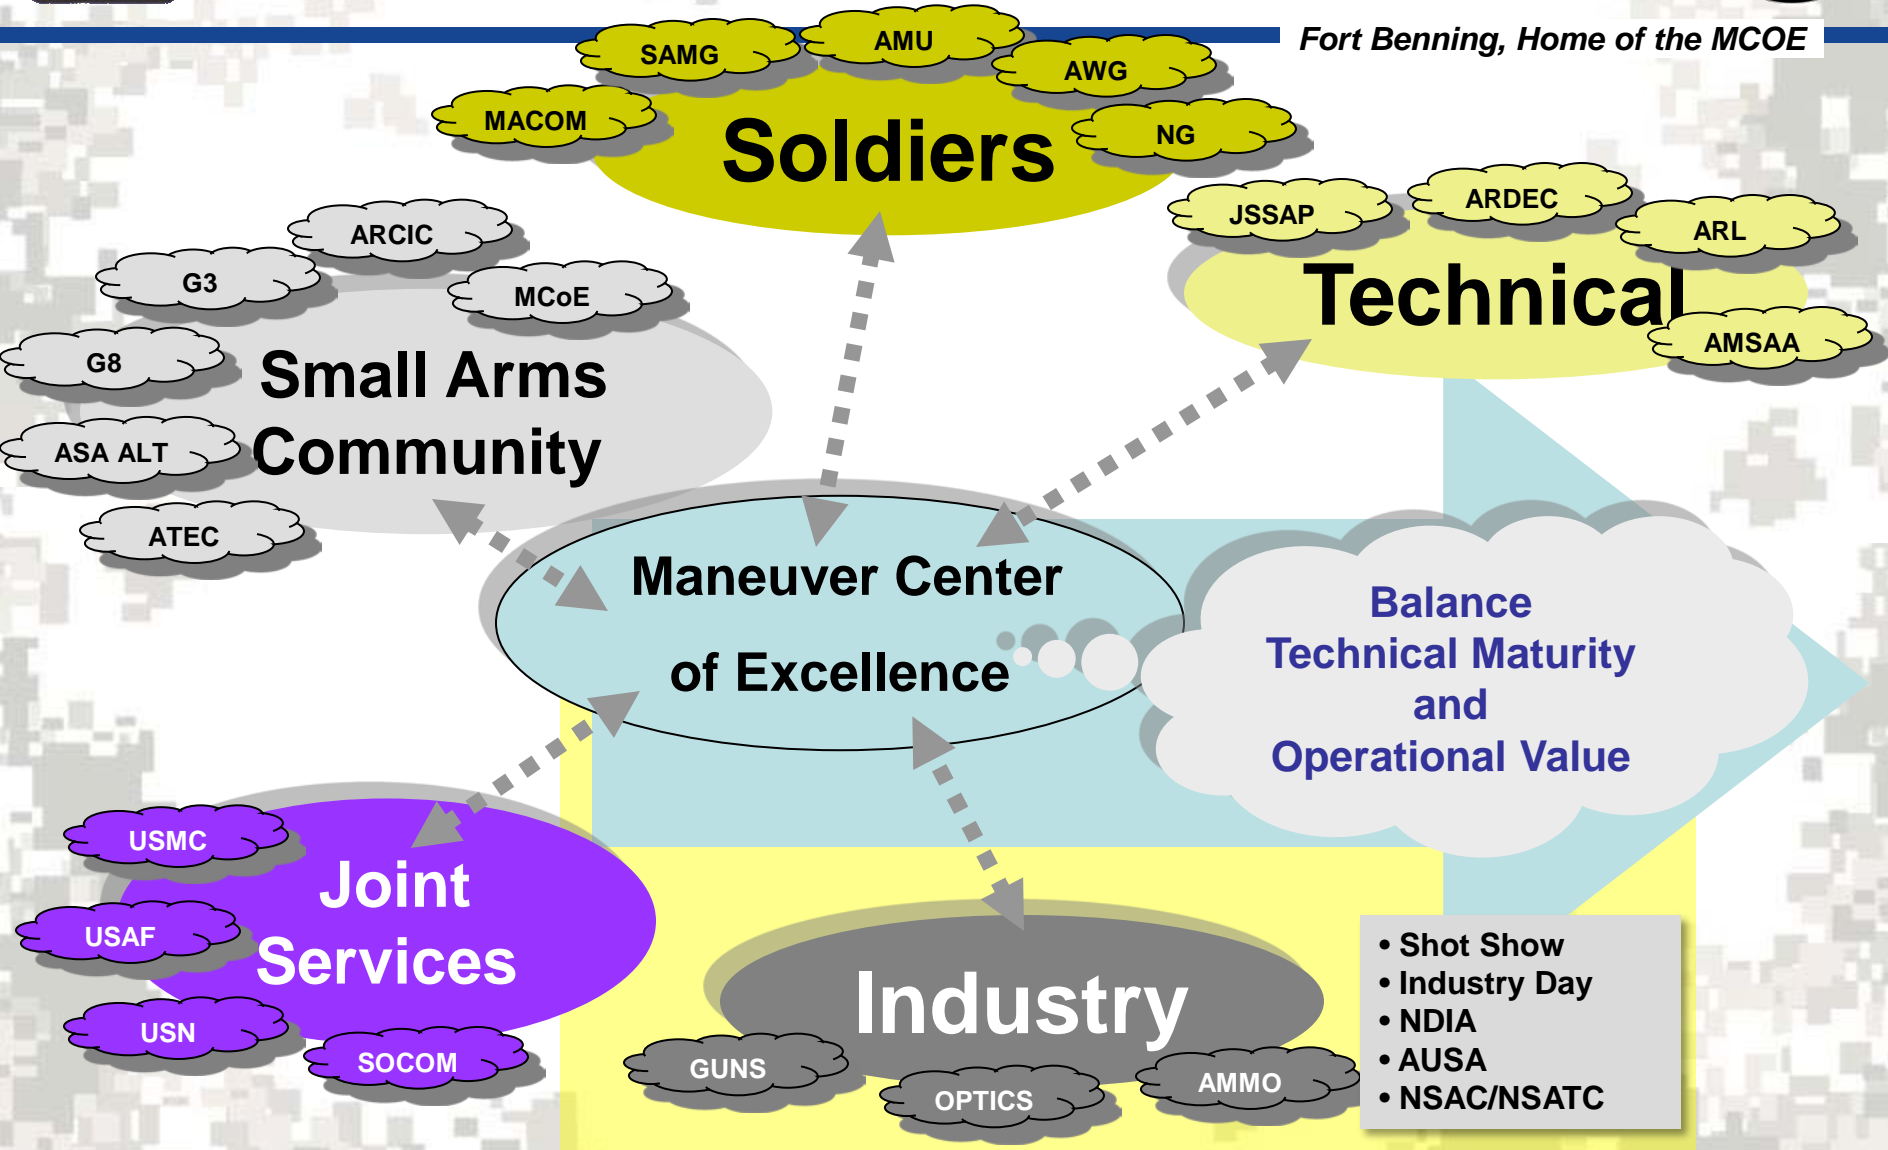 Fort Benning, Home of the MCOE
SAMG
AMU
AWG
MACOM
NG
Soldiers
JSSAP
ARDEC
ARL
Technical
AMSAA
ARCIC
G3
MCoE
G8
Small Arms
Community
ASA ALT
ATEC
Maneuver Center
of Excellence
Balance
Technical Maturity
and
Operational Value
USMC
Joint
Services
USAF
USN
SOCOM
Industry
GUNS
OPTICS
AMMO
• Shot Show
• Industry Day
• NDIA
• AUSA
• NSAC/NSATC